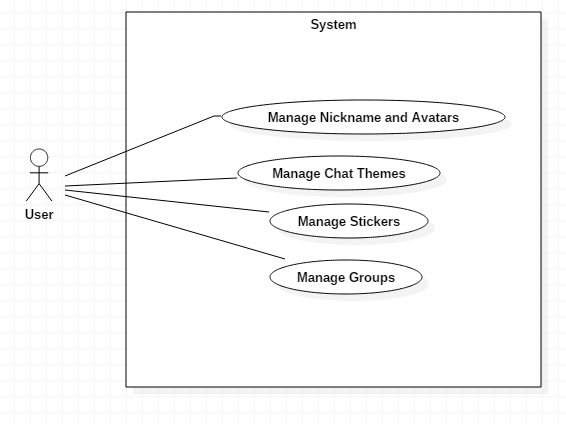 System
Manage Nickname and Avatars
Manage Chat Themes
Manage Stickers
User
Manage Groups